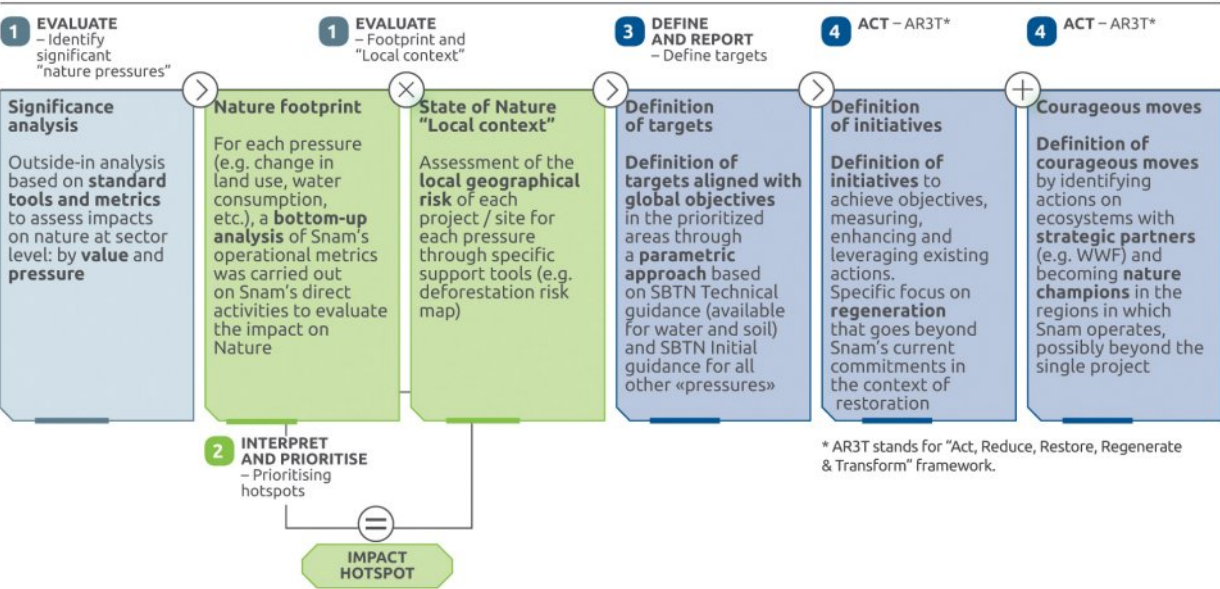 1 EVALUATE
– Identify
significant
“nature pressures”
1 EVALUATE
– Footprint and
“Local context”
3 DEFINE
AND REPORT
– Define targets
4 ACT – AR3T*
4 ACT – AR3T*
Significance
analysis
Outside-in analysis
based on standard
tools and metrics
to assess impacts
on nature at sector
level: by value and
pressure
>
Nature footprint
For each pressure
(e.g. change in
land use, water
consumption,
etc.), a bottom-up
analysis of Snam’s
operational metrics
was carried out
on Snam’s direct
activities to evaluate
the impact on
Nature
×
State of Nature
“Local context”
Assessment of the
local geographical
risk of each
project / site for
each pressure
through specific
support tools (e.g.
deforestation risk
map)
>
Definition
of targets
Definition of
targets aligned with
global objectives
in the prioritized
areas through
a parametric
approach based
on SBTN Technical
guidance (available
for water and soil)
and SBTN Initial
guidance for all
other «pressures»
>
Definition
of initiatives
Definition of
initiatives to
achieve objectives,
measuring,
enhancing and
leveraging existing
actions.
Specific focus on
regeneration
that goes beyond
Snam’s current
commitments in
the context of
restoration
+
Courageous moves
Definition of
courageous moves
by identifying
actions on
ecosystems with
strategic partners
(e.g. WWF) and
becoming nature
champions in the
regions in which
Snam operates,
possibly beyond the
single project
2 INTERPRET
AND PRIORITISE
– Prioritising
hotspots
=
IMPACT
HOTSPOT
* AR3T stands for “Act, Reduce, Restore, Regenerate
& Transform” framework.